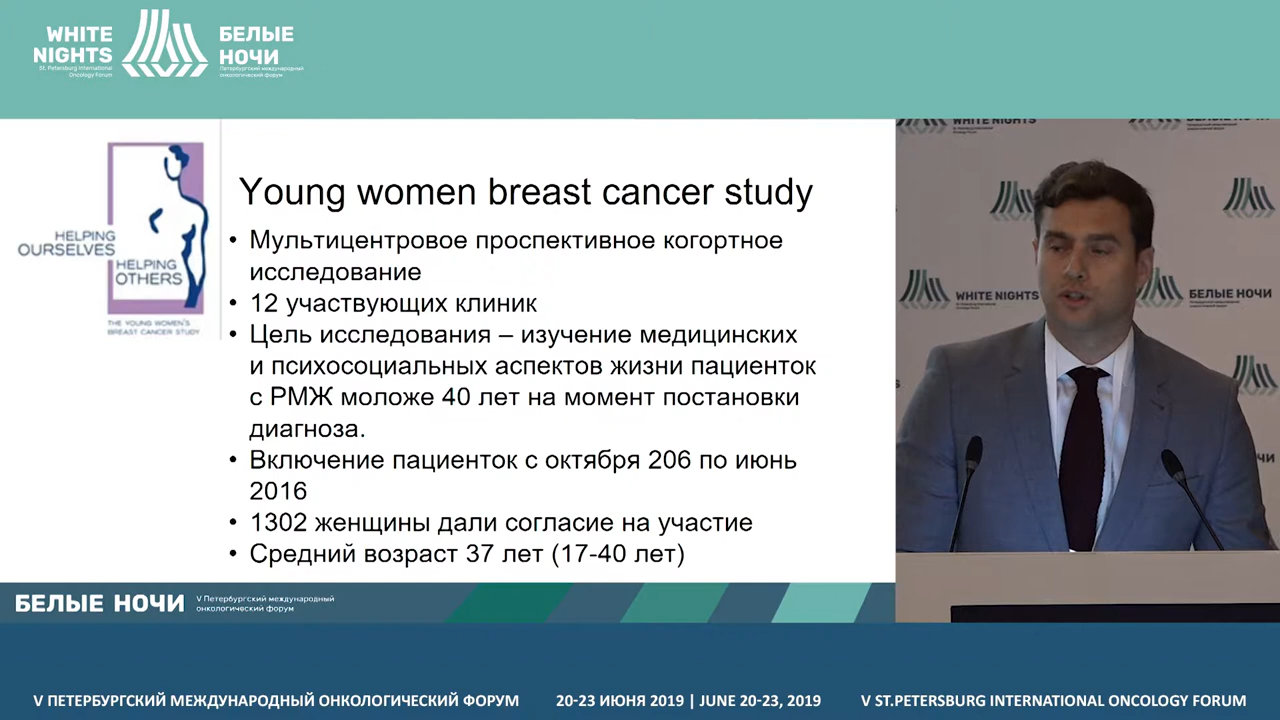 WHITE
NIGHTS
St. Petersburg International
Oncology Forum
БЕЛЫЕ
НОЧИ
Петербургский международный
онкологический форум
HELPING
OURSELVES
HELPING
OTHERS
THE YOUNG WOMEN'S
BREAST CANCER STUDY
Young women breast cancer study
• Мультицентровое проспективное когортное
исследование
• 12 участвующих клиник
• Цель исследования – изучение медицинских
и психосоциальных аспектов жизни пациенток
с РМЖ моложе 40 лет на момент постановки
диагноза.
• Включение пациенток с октября 206 по июнь
2016
• 1302 женщины дали согласие на участие
• Средний возраст 37 лет (17-40 лет)
WHITE NIGHTS
WHITE NIGHTS
БЕЛЫЕ НОЧИ
БЕЛЫЕ НОЧИ
V Петербургский международный
онкологический форум
V ПЕТЕРБУРГСКИЙ МЕЖДУНАРОДНЫЙ ОНКОЛОГИЧЕСКИЙ ФОРУМ
20-23 ИЮНЯ 2019 | JUNE 20-23, 2019
V ST.PETERSBURG INTERNATIONAL ONCOLOGY FORUM